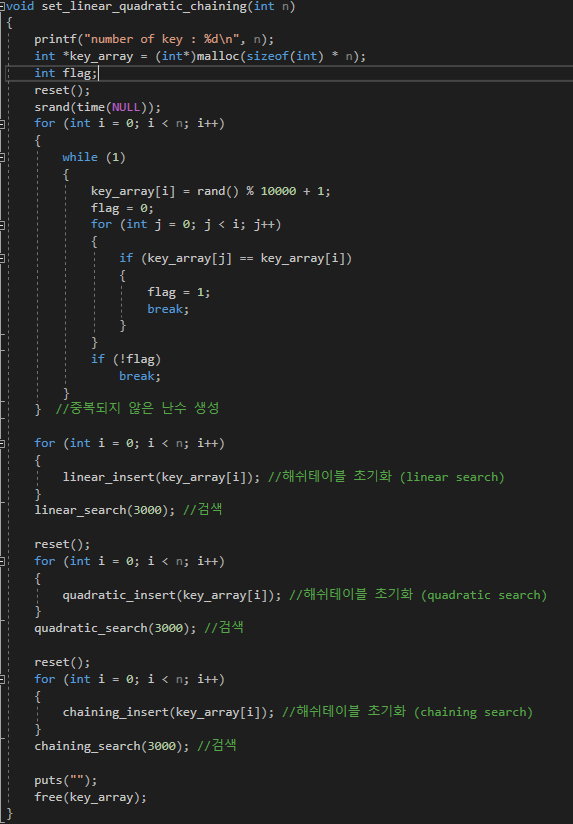 void set_linear_quadratic_chaining(int n)
{
    printf("number of key : %d\n", n);
    int *key_array = (int*)malloc(sizeof(int) * n);
    int flag;
    reset();
    srand(time(NULL));
    for (int i = 0; i < n; i++)
    {
        while (1)
        {
            key_array[i] = rand() % 10000 + 1;
            flag = 0;
            for (int j = 0; j < i; j++)
            {
                if (key_array[j] == key_array[i])
                {
                    flag = 1;
                    break;
                }
            }
            if (!flag)
                break;
        }
    }  //중복되지 않은 난수 생성

    for (int i = 0; i < n; i++)
    {
        linear_insert(key_array[i]); //해쉬테이블 초기화 (linear search)
    }
    linear_search(3000); //검색

    reset();
    for (int i = 0; i < n; i++)
    {
        quadratic_insert(key_array[i]); //해쉬테이블 초기화 (quadratic search)
    }
    quadratic_search(3000); //검색

    reset();
    for (int i = 0; i < n; i++)
    {
        chaining_insert(key_array[i]); //해쉬테이블 초기화 (chaining search)
    }
    chaining_search(3000); //검색

    puts("");
    free(key_array);
}